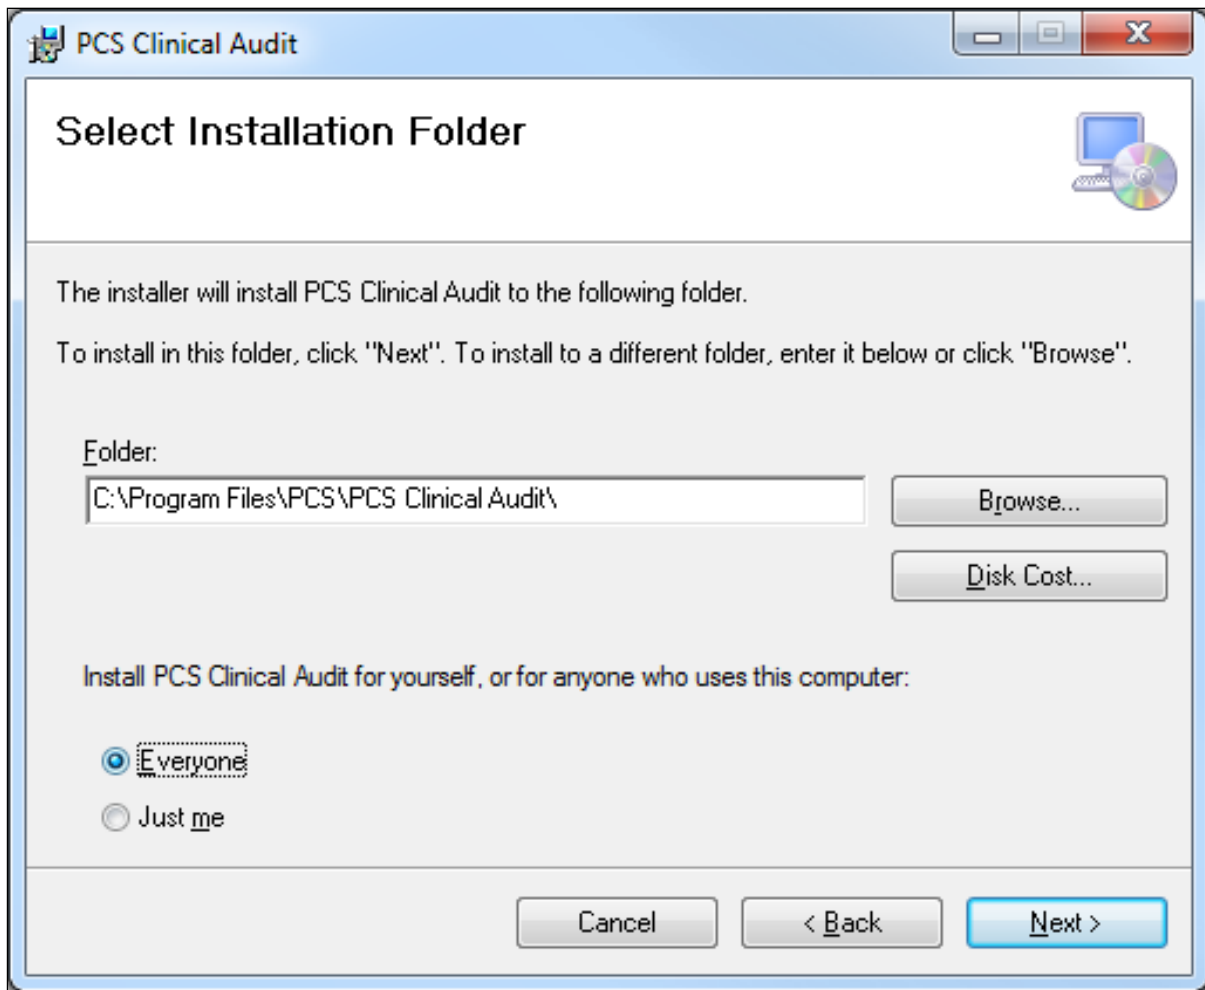 PCS Clinical Audit
Select Installation Folder
The installer will install PCS Clinical Audit to the following folder.
To install in this folder, click "Next". To install to a different folder, enter it below or click "Browse".
Folder:
C:\Program Files\PCS\PCS Clinical Audit\
Browse...
Disk Cost...
Install PCS Clinical Audit for yourself, or for anyone who uses this computer:
Everyone
Just me
Cancel
< Back
Next >